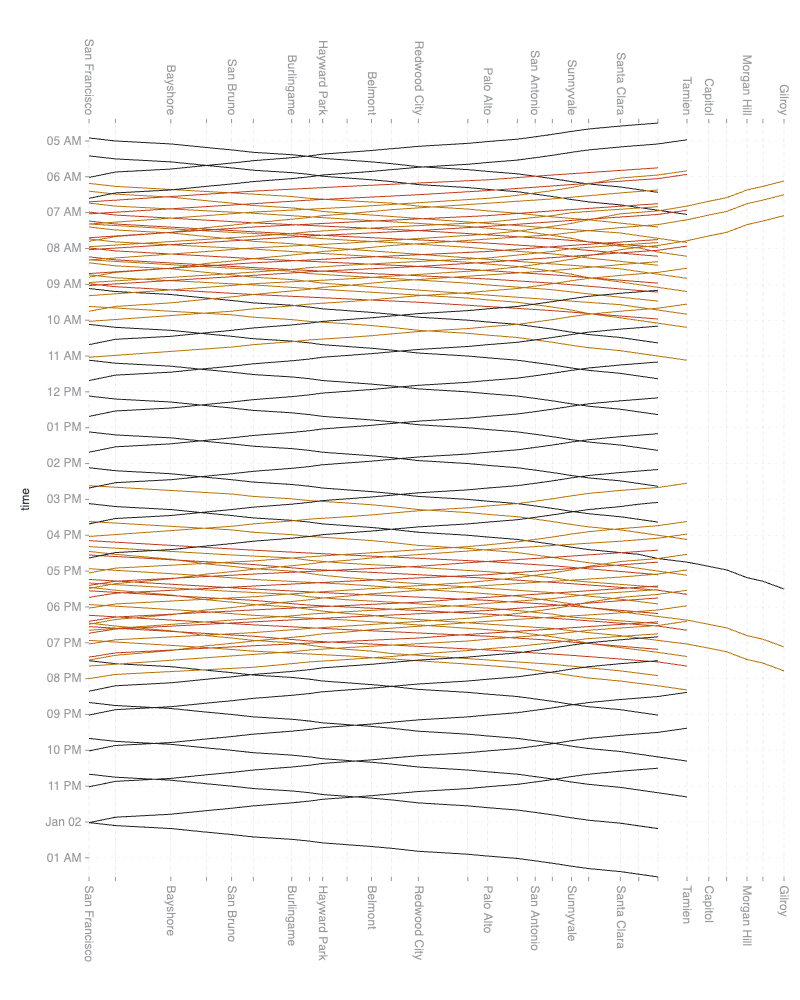 San Francisco
Bayshore
San Bruno
Burlingame
Hayward Park
Belmont
Redwood City
Palo Alto
San Antonio
Sunnyvale
Santa Clara
Tamien
Capitol
Morgan Hill
Gilroy
05 AM
06 AM
07 AM
08 AM
09 AM
10 AM
11 AM
12 PM
01 PM
02 PM
time
03 PM
04 PM
05 PM
06 PM
07 PM
08 PM
09 PM
10 PM
11 PM
Jan 02
01 AM
San Francisco
Bayshore
San Bruno
Burlingame
Hayward Park
Belmont
Redwood City
Palo Alto
San Antonio
Sunnyvale
Santa Clara
Tamien
Capitol
Morgan Hill
Gilroy